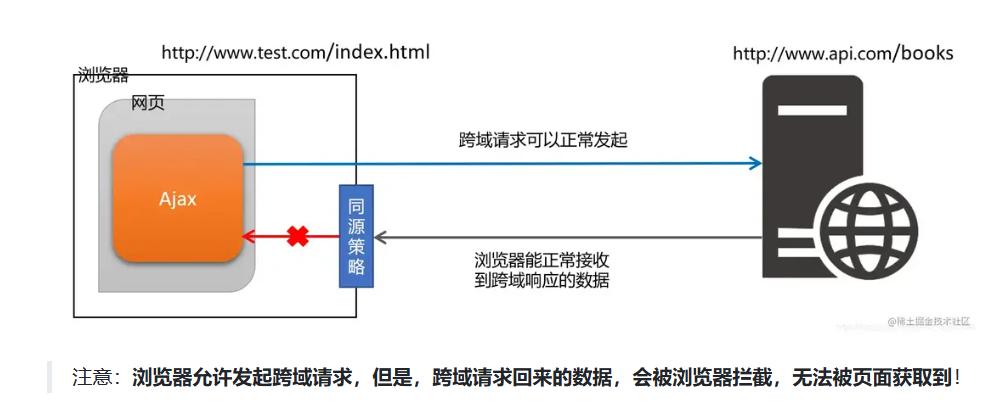 http://www.test.com/index.html
http://www.api.com/books
浏览器
网页
跨域请求可以正常发起
Ajax
同
源
策
略
浏览器能正常接收
到跨域响应的数据
@稀土掘金技术社区
注意：浏览器允许发起跨域请求，但是，跨域请求回来的数据，会被浏览器拦截，无法被页面获取到！